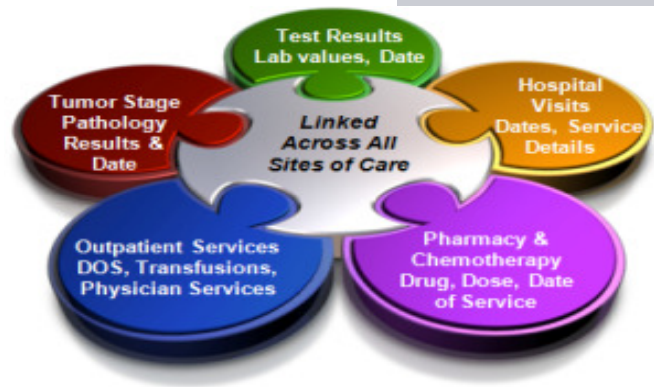 Test Results
Lab values, Date
Tumor Stage
Pathology
Results &
Date
Linked
Across All
Sites of Care
Hospital
Visits
Dates, Service
Details
Outpatient Services
DOS, Transfusions,
Physician Services
Pharmacy &
Chemotherapy
Drug, Dose, Date
of Service